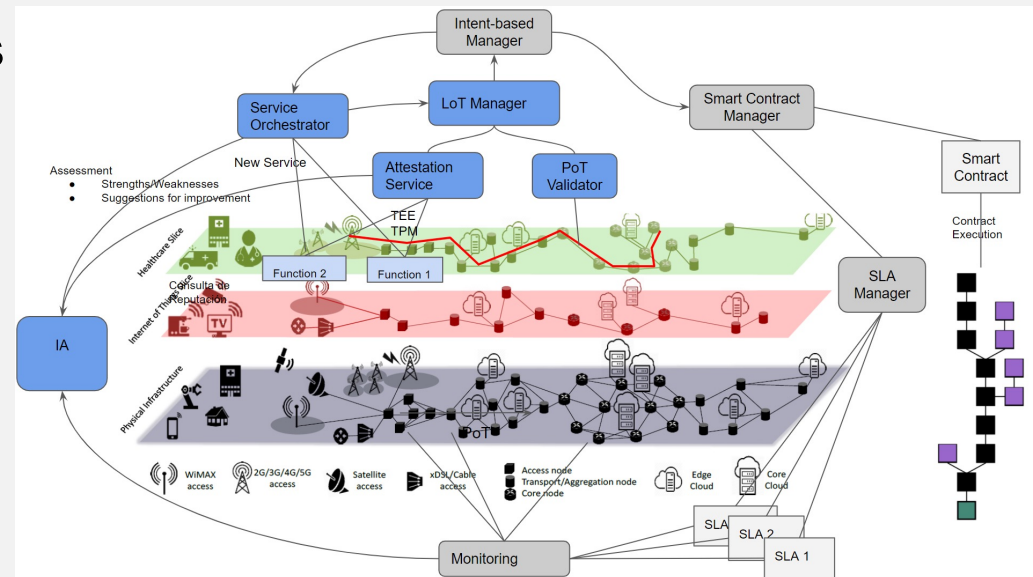 s
Intent-based
Manager
Service
Orchestrator
LoT Manager
Smart Contract
Manager
Smart
Contract
New Service
Attestation
Service
PoT
Validator
Assessment
● Strengths/Weaknesses
● Suggestions for improvement
TEE
TPM
Contract
Execution
Healthcare Slice
Function 2
Function 1
Consulta de
Reputación
Internet of Things Slice
TV
SLA
Manager
IA
Physical Infrastructure
PoT
WiMAX
access
2G/3G/4G/5G
access
Satellite
access
xDSL/Cable
access
Access node
Transport/Aggregation node
Core node
Edge
Cloud
Core
Cloud
SLA
SLA 2
SLA 1
Monitoring